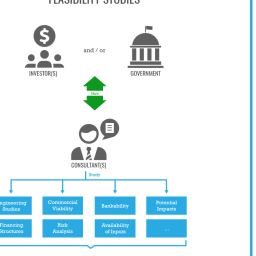 FEASIBILITY STUDIES
$
and / or
INVESTOR(S)
GOVERNMENT
Hire
CONSULTANT(S)
Study
Engineering
Studies
Commercial
Viability
Bankability
Potential
Impacts
Financing
Structures
Risk
Analysis
Availability
of Inputs
...